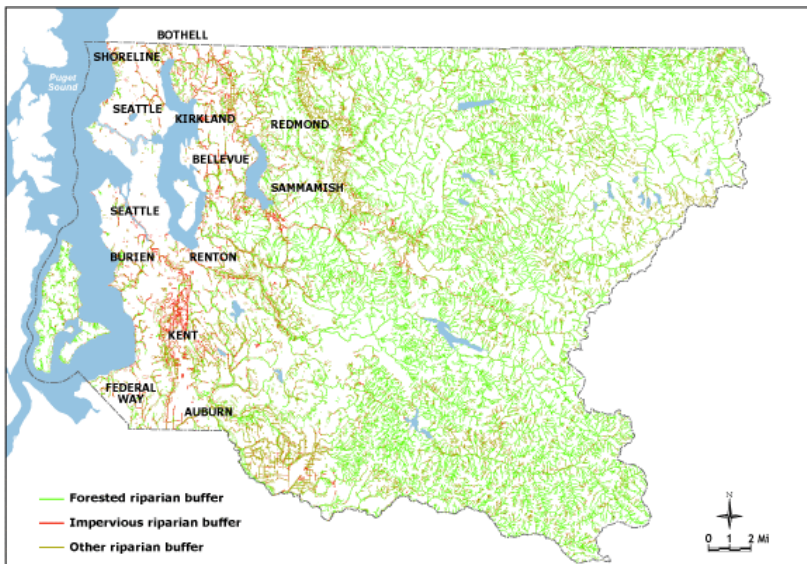 BOTHELL
SHORELINE
Puget
Sound
SEATTLE
KIRKLAND
REDMOND
BELLEVUE
SAMMAMISH
SEATTLE
BURIEN
RENTON
KENT
FEDERAL
WAY
AUBURN
Forested riparian buffer
Impervious riparian buffer
Other riparian buffer
N
0 1 2 Mi